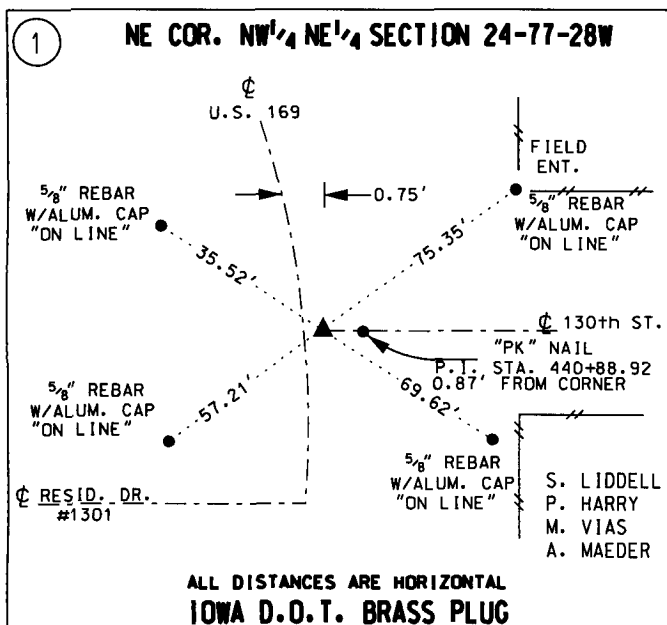 1
NE COR. NW 1/4 NE 1/4 SECTION 24-77-28W
℄
U.S. 169
FIELD
ENT.
0.75'
5/8" REBAR
W/ALUM. CAP
"ON LINE"
5/8" REBAR
W/ALUM. CAP
"ON LINE"
35.52'
75.35'
℄ 130th ST.
"PK" NAIL
P.I. STA. 440+88.92
0.87' FROM CORNER
57.21'
69.62'
5/8" REBAR
W/ALUM. CAP
"ON LINE"
5/8" REBAR
W/ALUM. CAP
"ON LINE"
℄ RESID. DR.
#1301
S. LIDDELL
P. HARRY
M. VIAS
A. MAEDER
ALL DISTANCES ARE HORIZONTAL
IOWA D.O.T. BRASS PLUG